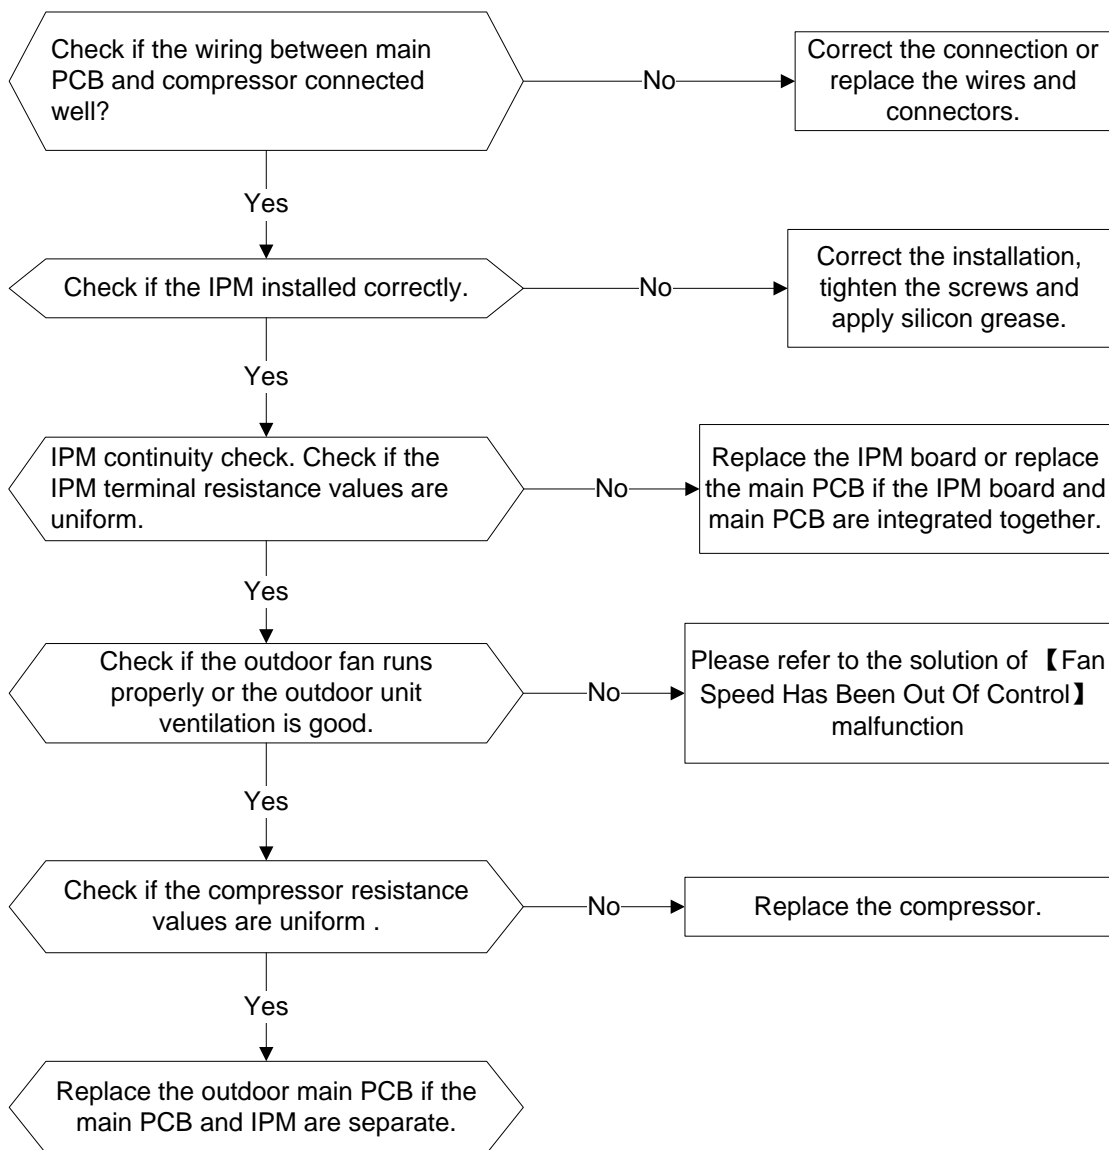 Check if the wiring between main
PCB and compressor connected
well?
No
Correct the connection or
replace the wires and
connectors.
Yes
Check if the IPM installed correctly.
No
Correct the installation,
tighten the screws and
apply silicon grease.
Yes
IPM continuity check. Check if the
IPM terminal resistance values are
uniform.
No
Replace the IPM board or replace
the main PCB if the IPM board and
main PCB are integrated together.
Yes
Check if the outdoor fan runs
properly or the outdoor unit
ventilation is good.
No
Please refer to the solution of 【Fan
Speed Has Been Out Of Control】
malfunction
Yes
Check if the compressor resistance
values are uniform .
No
Replace the compressor.
Yes
Replace the outdoor main PCB if the
main PCB and IPM are separate.